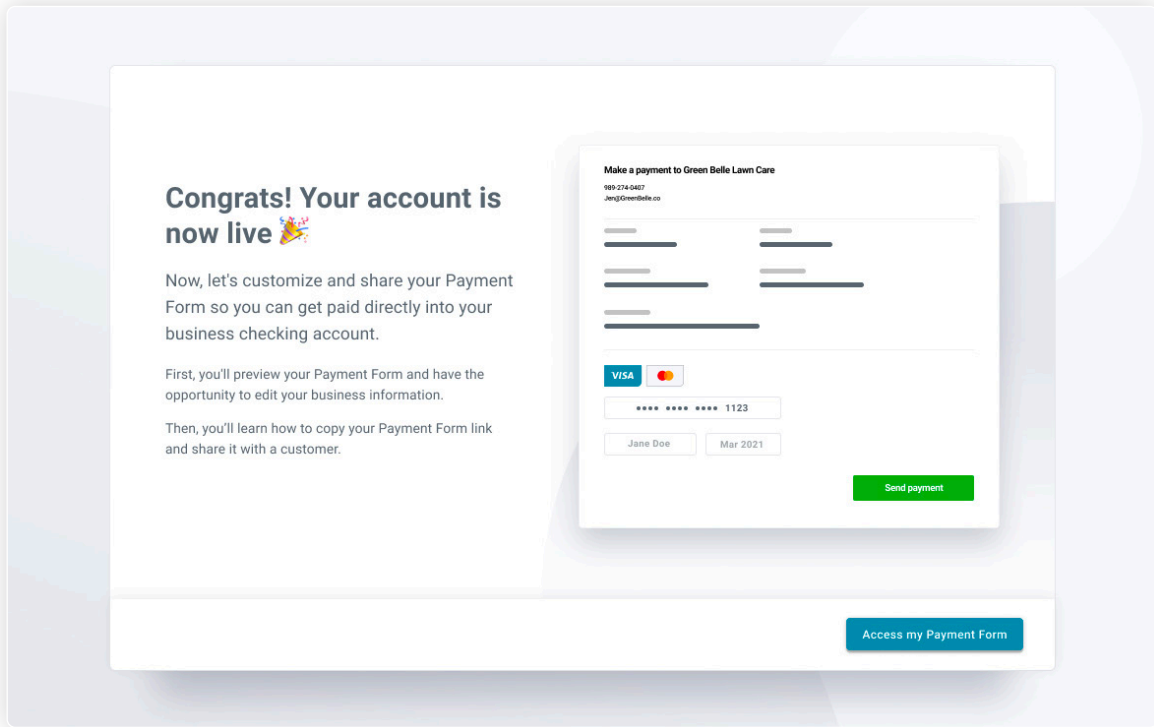 Congrats! Your account is
now live 🎉
Now, let's customize and share your Payment
Form so you can get paid directly into your
business checking account.
First, you'll preview your Payment Form and have the
opportunity to edit your business information.
Then, you'll learn how to copy your Payment Form link
and share it with a customer.
Make a payment to Green Belle Lawn Care
989-274-0407
Jen@GreenBelle.co
VISA
•••• •••• •••• 1123
Jane Doe
Mar 2021
Send payment
Access my Payment Form